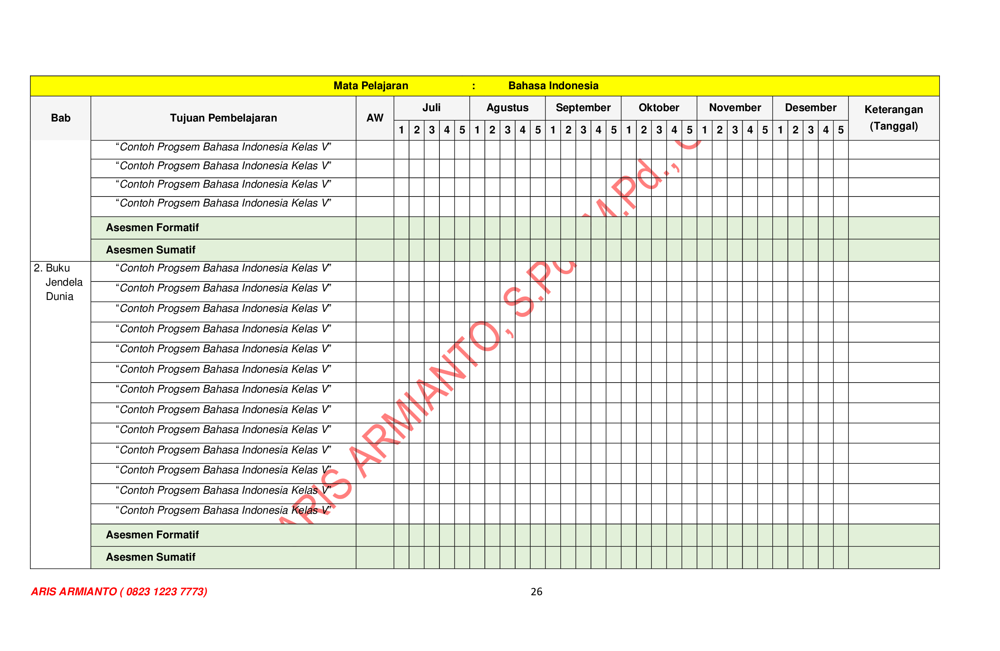 Mata Pelajaran : Bahasa Indonesia
Bab Tujuan Pembelajaran AW Juli Agustus September Oktober November Desember Keterangan (Tanggal)
1 2 3 4 5 1 2 3 4 5 1 2 3 4 5 1 2 3 4 5 1 2 3 4 5 1 2 3 4 5
“Contoh Progsem Bahasa Indonesia Kelas V”
“Contoh Progsem Bahasa Indonesia Kelas V”
“Contoh Progsem Bahasa Indonesia Kelas V”
“Contoh Progsem Bahasa Indonesia Kelas V”
Asesmen Formatif
Asesmen Sumatif
2. Buku
Jendela
Dunia
“Contoh Progsem Bahasa Indonesia Kelas V”
“Contoh Progsem Bahasa Indonesia Kelas V”
“Contoh Progsem Bahasa Indonesia Kelas V”
“Contoh Progsem Bahasa Indonesia Kelas V”
“Contoh Progsem Bahasa Indonesia Kelas V”
“Contoh Progsem Bahasa Indonesia Kelas V”
“Contoh Progsem Bahasa Indonesia Kelas V”
“Contoh Progsem Bahasa Indonesia Kelas V”
“Contoh Progsem Bahasa Indonesia Kelas V”
“Contoh Progsem Bahasa Indonesia Kelas V”
“Contoh Progsem Bahasa Indonesia Kelas V”
“Contoh Progsem Bahasa Indonesia Kelas V”
“Contoh Progsem Bahasa Indonesia Kelas V”
Asesmen Formatif
Asesmen Sumatif
ARIS ARMIANTO, S.Pd M.Pd.,
ARIS ARMIANTO ( 0823 1223 7773)
26